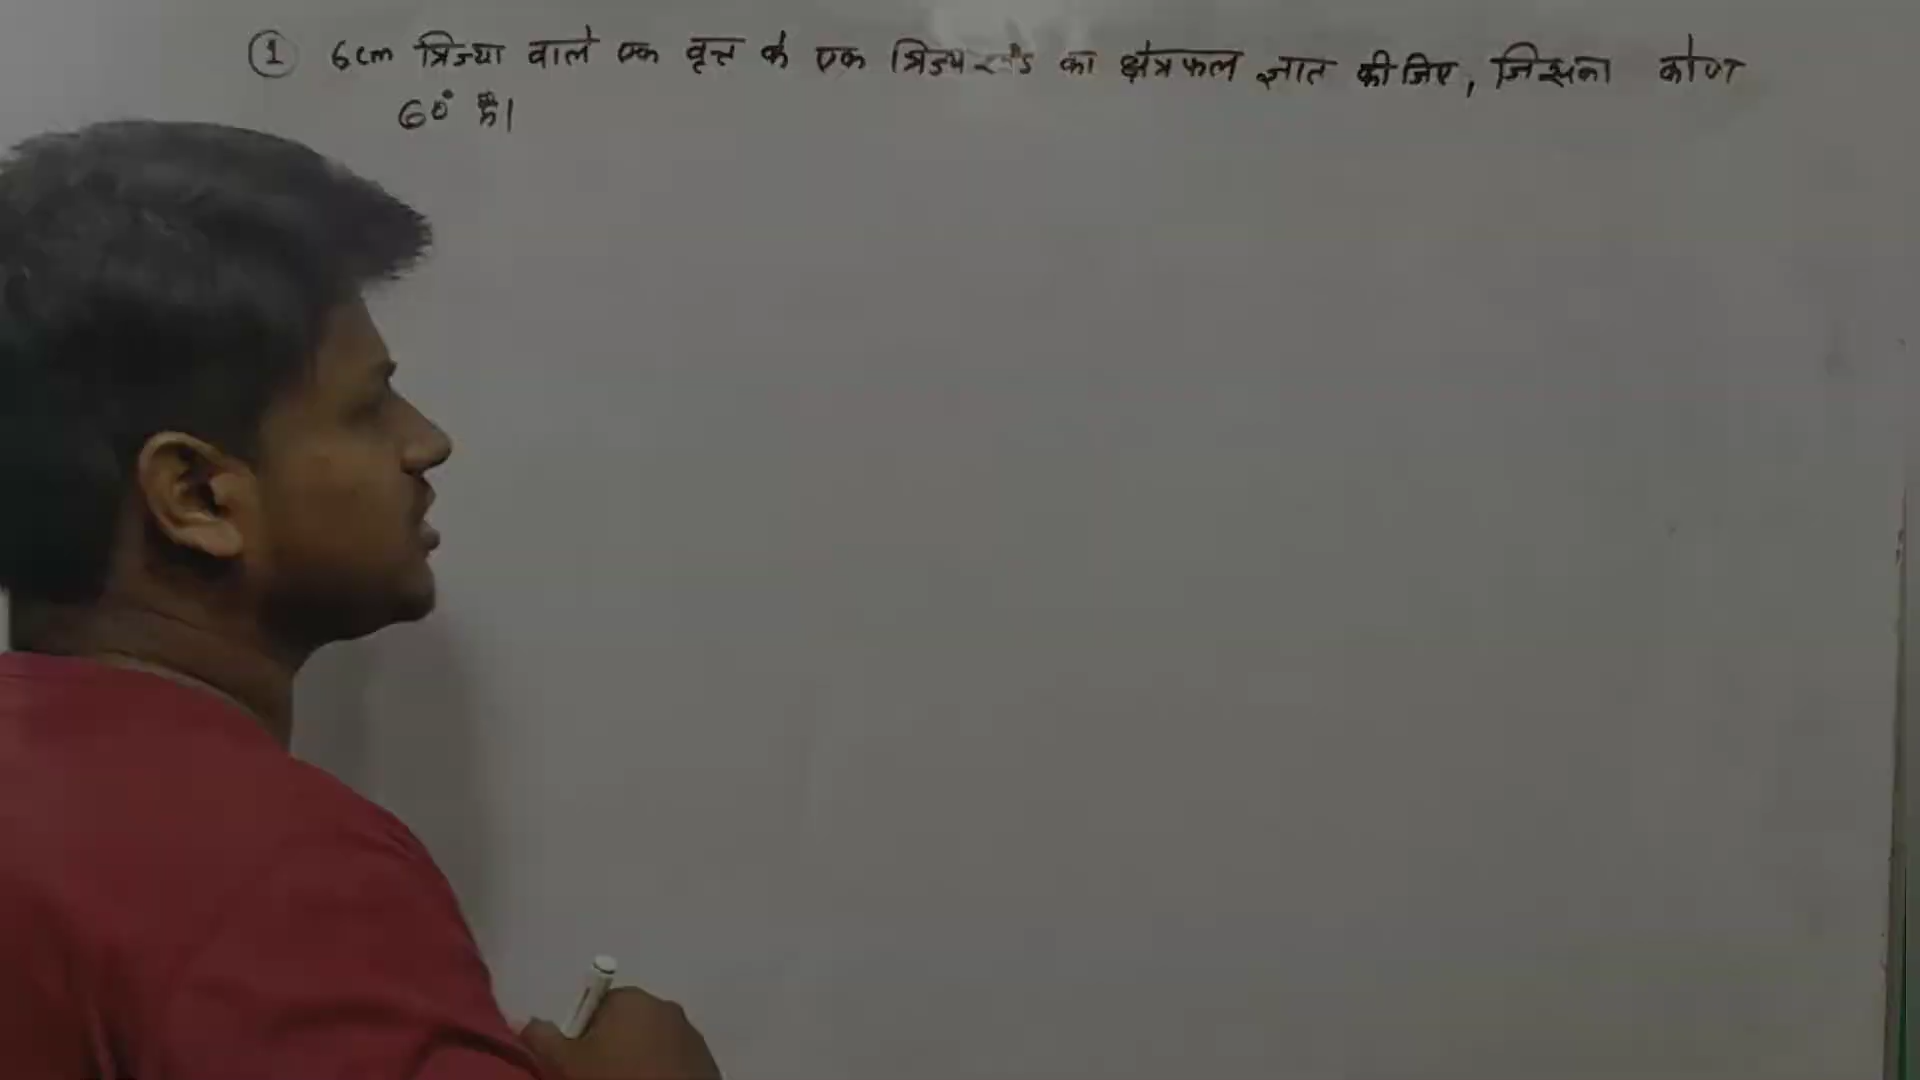 ① 6cm त्रिज्या वाले एक वृत्त के एक त्रिज्यखंड का क्षेत्रफल ज्ञात कीजिए, जिसका कोण
60° है।